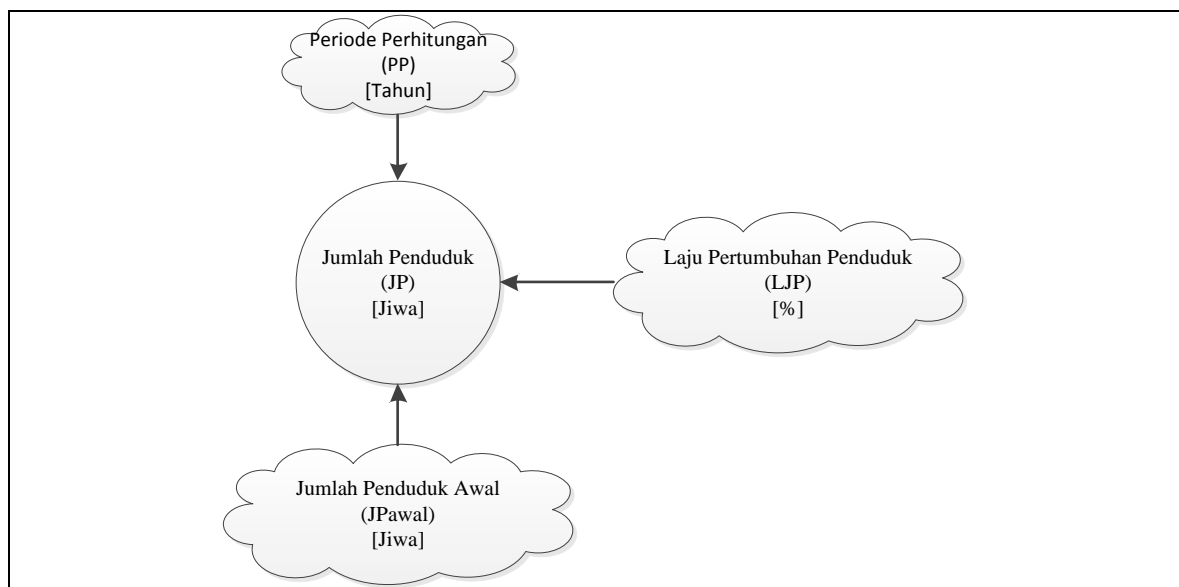 Periode Perhitungan
(PP)
[Tahun]
Jumlah Penduduk
(JP)
[Jiwa]
Laju Pertumbuhan Penduduk
(LJP)
[%]
Jumlah Penduduk Awal
(JPawal)
[Jiwa]